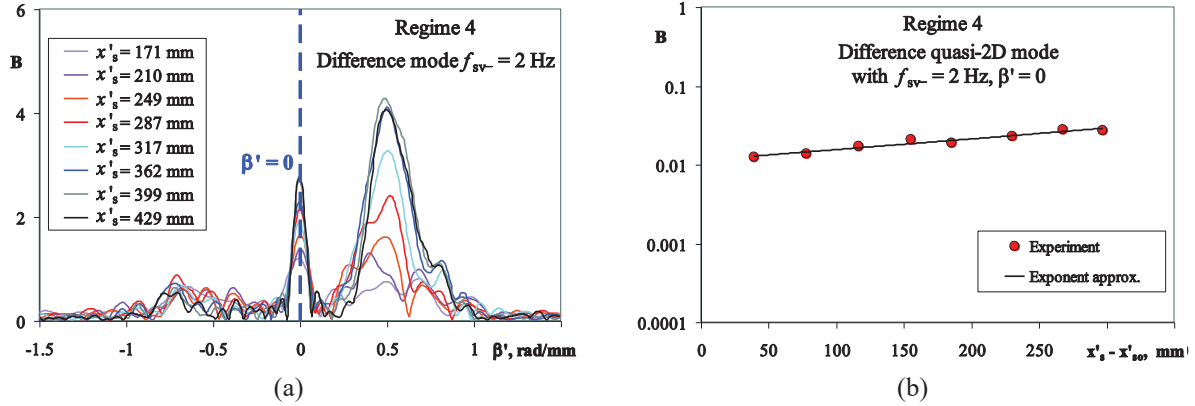 6
4
2
0
B
Regime 4
Difference mode fsv– = 2 Hz
x's = 171 mm
x's = 210 mm
x's = 249 mm
x's = 287 mm
x's = 317 mm
x's = 362 mm
x's = 399 mm
x's = 429 mm
β' = 0
-1.5
-1
-0.5
0
0.5
1
β', rad/mm
(a)
1
0.1
0.01
0.001
0.0001
B
Regime 4
Difference quasi-2D mode
with fsv– = 2 Hz, β' = 0
Experiment
Exponent approx.
0
50
100
150
200
250
x's - x'so, mm
(b)